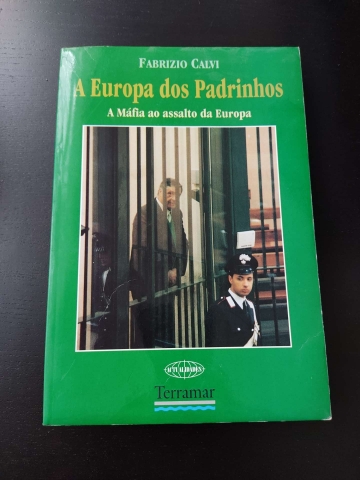 FABRIZIO CALVI
A Europa dos Padrinhos
A Máfia ao assalto da Europa
ACTUALIDADES
Terramar